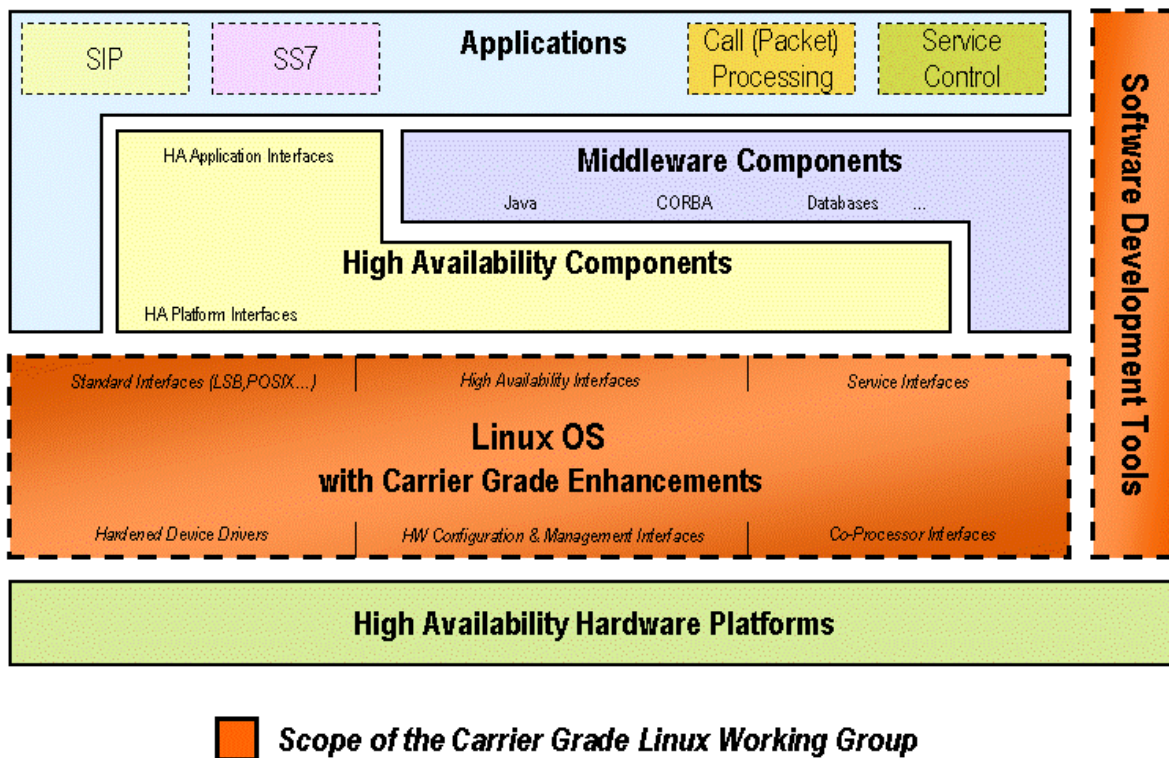 SIP
SS7
Applications
Call (Packet)
Processing
Service
Control
HA Application Interfaces
Middleware Components
Java CORBA Databases ...
High Availability Components
HA Platform Interfaces
Standard Interfaces (LSB,POSIX...) High Availability Interfaces Service Interfaces
Linux OS
with Carrier Grade Enhancements
Hardened Device Drivers HW Configuration & Management Interfaces Co-Processor Interfaces
Software Development Tools
High Availability Hardware Platforms
Scope of the Carrier Grade Linux Working Group